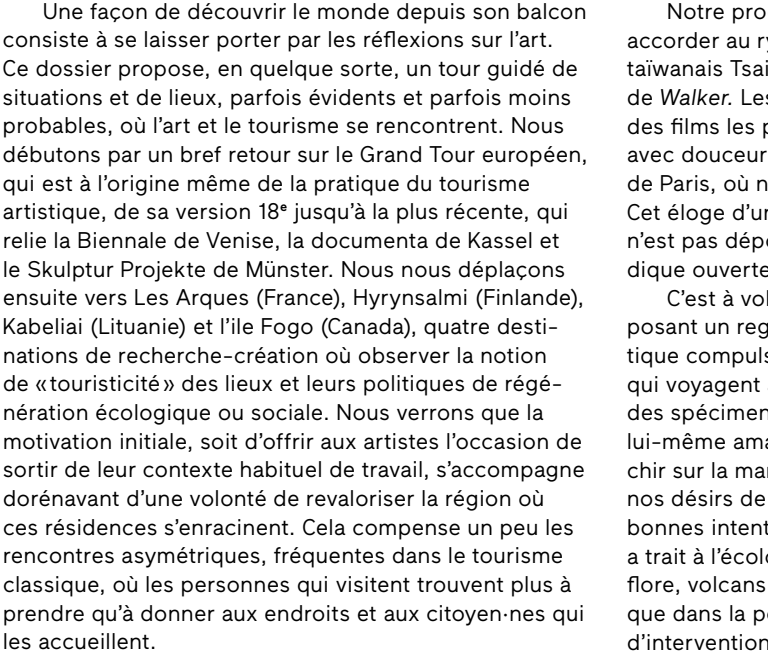 Une façon de découvrir le monde depuis son balcon
consiste à se laisser porter par les réflexions sur l’art.
Ce dossier propose, en quelque sorte, un tour guidé de
situations et de lieux, parfois évidents et parfois moins
probables, où l’art et le tourisme se rencontrent. Nous
débutons par un bref retour sur le Grand Tour européen,
qui est à l’origine même de la pratique du tourisme
artistique, de sa version 18ᵉ jusqu’à la plus récente, qui
relie la Biennale de Venise, la documenta de Kassel et
le Skulptur Projekte de Münster. Nous nous déplaçons
ensuite vers Les Arques (France), Hyrynsalmi (Finlande),
Kabeliai (Lituanie) et l’ile Fogo (Canada), quatre desti-
nations de recherche-création où observer la notion
de « touristicité » des lieux et leurs politiques de régé-
nération écologique ou sociale. Nous verrons que la
motivation initiale, soit d’offrir aux artistes l’occasion de
sortir de leur contexte habituel de travail, s’accompagne
dorénavant d’une volonté de revaloriser la région où
ces résidences s’enracinent. Cela compense un peu les
rencontres asymétriques, fréquentes dans le tourisme
classique, où les personnes qui visitent trouvent plus à
prendre qu’à donner aux endroits et aux citoyen·nes qui
les accueillent.
Notre pro
accorder au r
taïwanais Tsai
de Walker. Les
des films les p
avec douceur
de Paris, où n
Cet éloge d’un
n’est pas dép
dique ouverte
C’est à vol
posant un reg
tique compuls
qui voyagent
des spécimen
lui-même ama
chir sur la ma
nos désirs de
bonnes intent
a trait à l’écol
flore, volcans
que dans la p
d’intervention